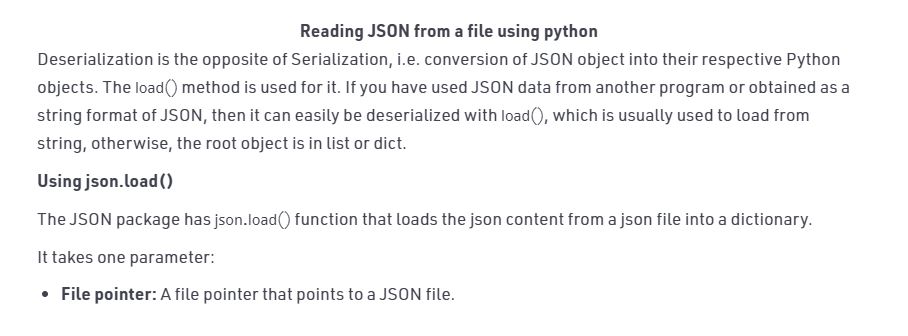 Reading JSON from a file using python
Deserialization is the opposite of Serialization, i.e. conversion of JSON object into their respective Python
objects. The load() method is used for it. If you have used JSON data from another program or obtained as a
string format of JSON, then it can easily be deserialized with load(), which is usually used to load from
string, otherwise, the root object is in list or dict.
Using json.load()
The JSON package has json.load() function that loads the json content from a json file into a dictionary.
It takes one parameter:
• File pointer: A file pointer that points to a JSON file.